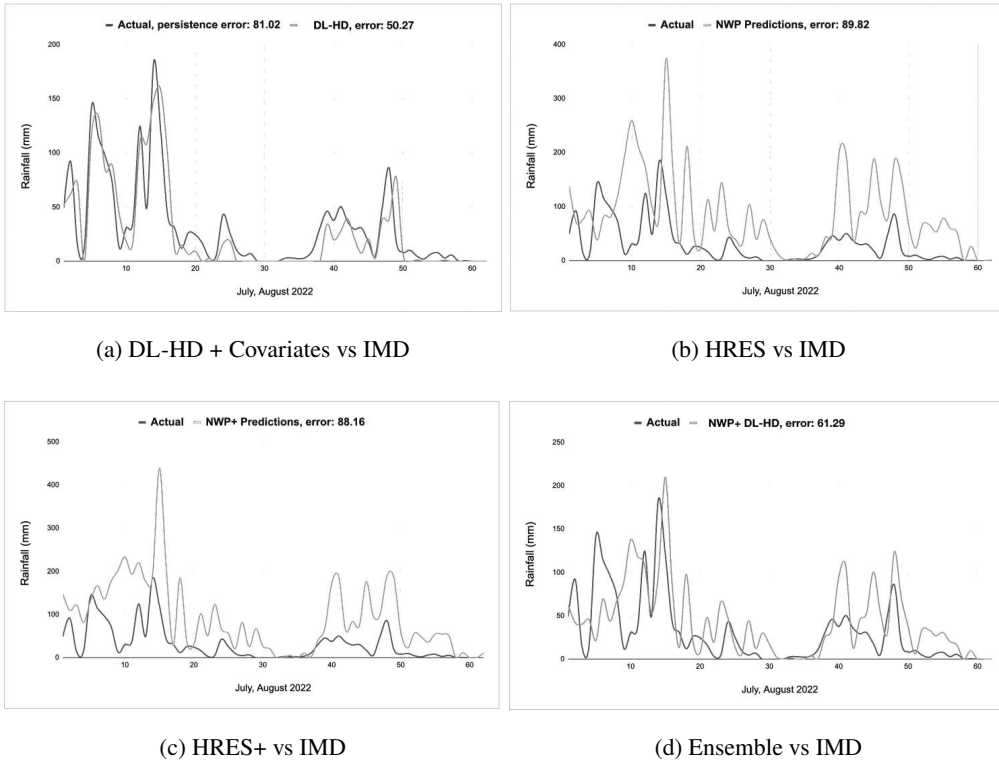 Actual, persistence error: 81.02 DL-HD, error: 50.27
200
150
100
50
0
Rainfall (mm)
10 20 30 40 50 60
July, August 2022
(a) DL-HD + Covariates vs IMD
Actual NWP Predictions, error: 89.82
400
300
200
100
0
Rainfall (mm)
10 20 30 40 50 60
July, August 2022
(b) HRES vs IMD
Actual NWP+ Predictions, error: 88.16
500
400
300
200
100
0
Rainfall (mm)
10 20 30 40 50 60
July, August 2022
(c) HRES+ vs IMD
Actual NWP+ DL-HD, error: 61.29
250
200
150
100
50
0
Rainfall (mm)
10 20 30 40 50 60
July, August 2022
(d) Ensemble vs IMD